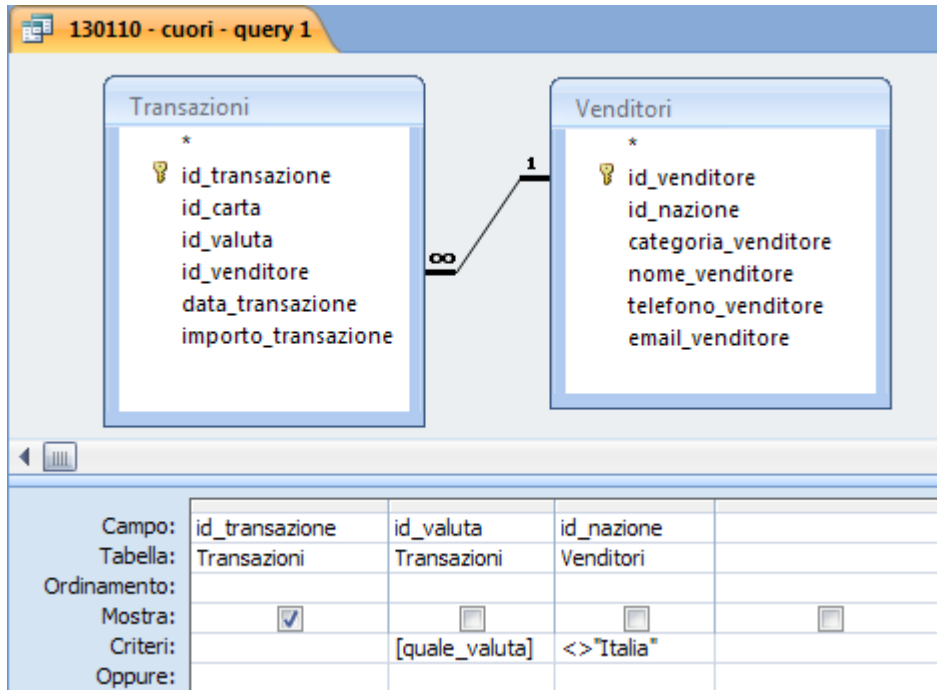 130110 - cuori - query 1
Transazioni
*
id_transazione
id_carta
id_valuta
id_venditore
data_transazione
importo_transazione
∞
1
Venditori
*
id_venditore
id_nazione
categoria_venditore
nome_venditore
telefono_venditore
email_venditore
Campo: id_transazione id_valuta id_nazione
Tabella: Transazioni Transazioni Venditori
Ordinamento:
Mostra:
Criteri: [quale_valuta] <>"Italia"
Oppure: